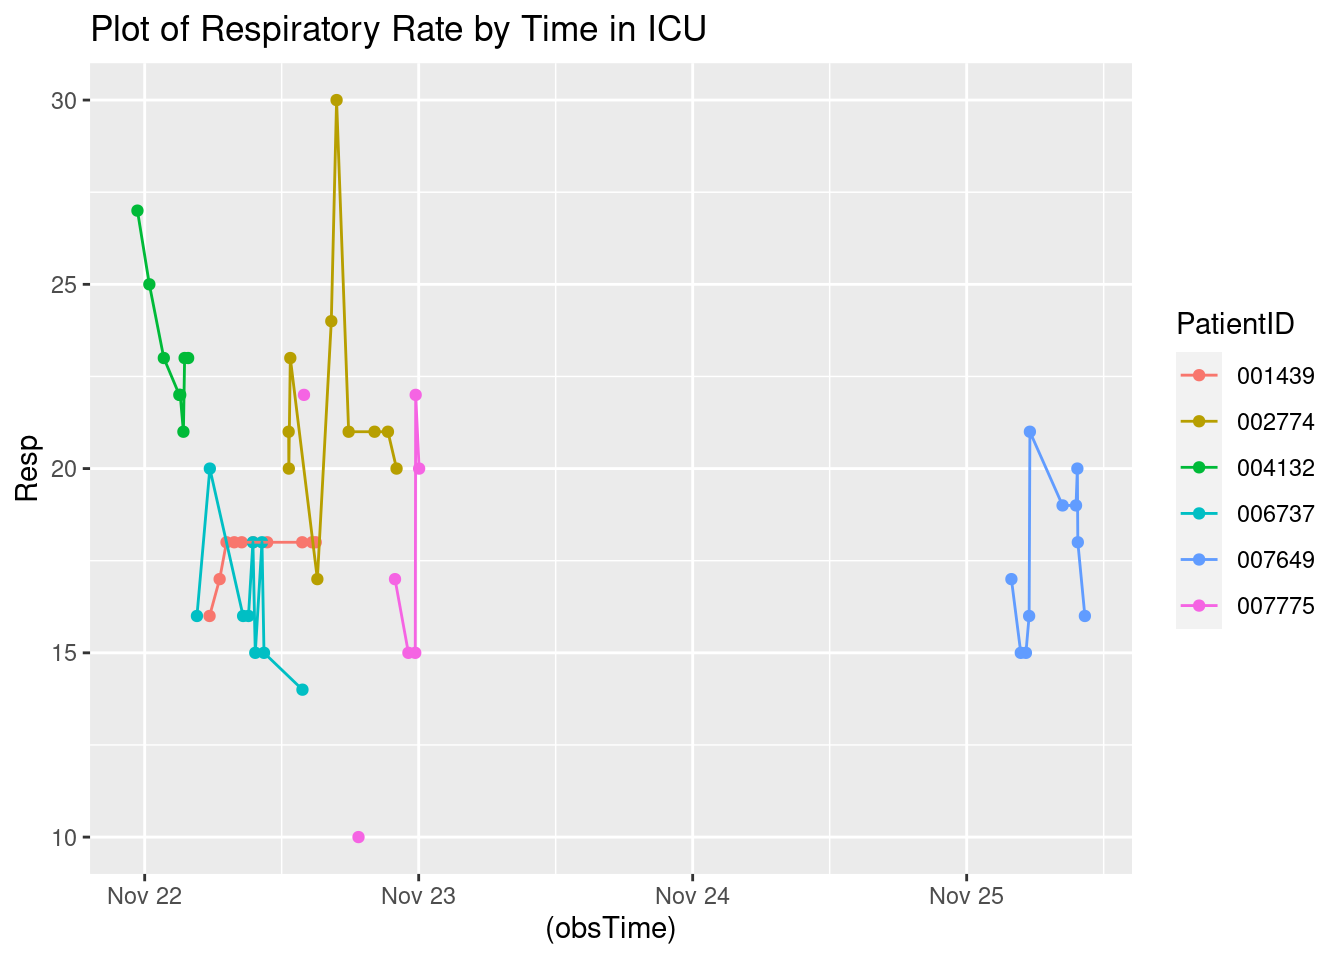 Plot of Respiratory Rate by Time in ICU
30
25
20
15
10
Resp
Nov 22
Nov 23
Nov 24
Nov 25
(obsTime)
PatientID
001439
002774
004132
006737
007649
007775